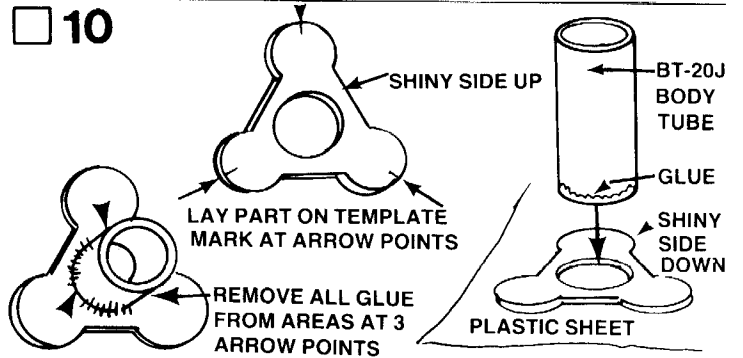 10
SHINY SIDE UP
LAY PART ON TEMPLATE
MARK AT ARROW POINTS
REMOVE ALL GLUE
FROM AREAS AT 3
ARROW POINTS
BT-20J
BODY
TUBE
GLUE
SHINY
SIDE
DOWN
PLASTIC SHEET